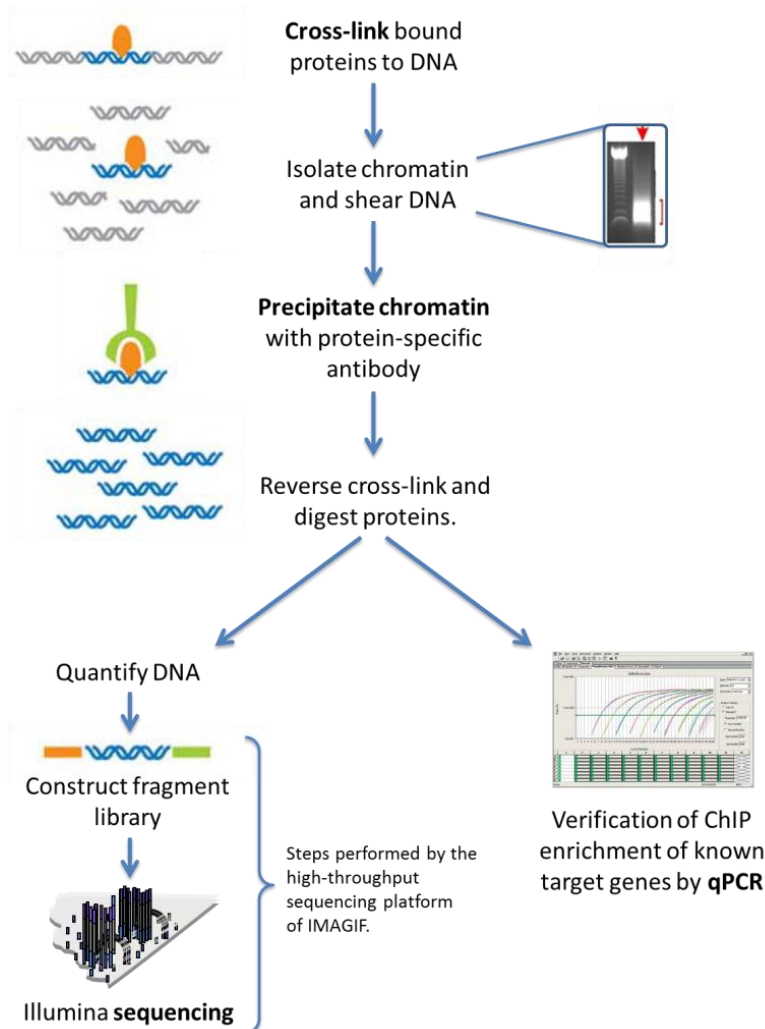 Cross-link bound
proteins to DNA
Isolate chromatin
and shear DNA
Precipitate chromatin
with protein-specific
antibody
Reverse cross-link and
digest proteins.
Quantify DNA
Construct fragment
library
Illumina sequencing
Steps performed by the
high-throughput
sequencing platform
of IMAGIF.
Verification of ChIP
enrichment of known
target genes by qPCR